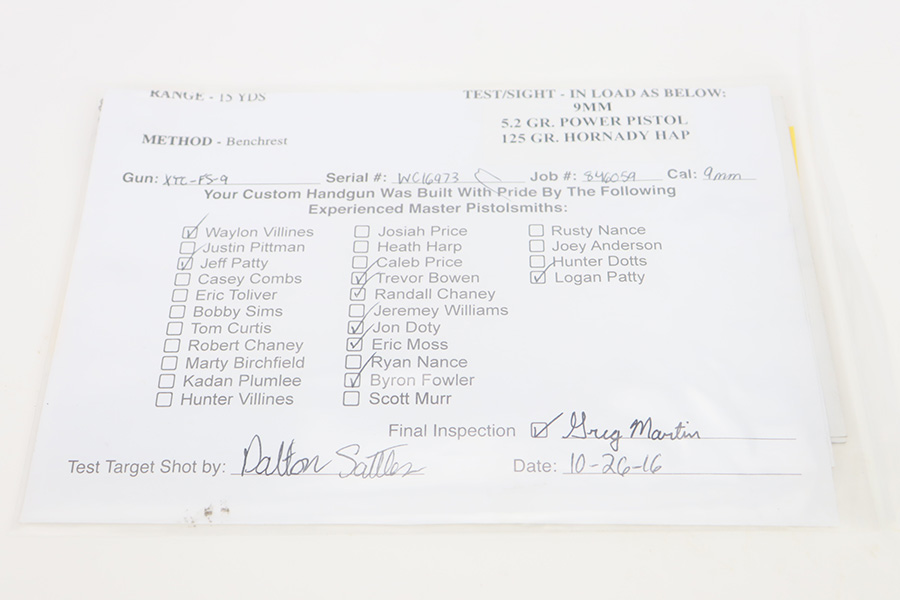 RANGE - 15 YDS
TEST/SIGHT - IN LOAD AS BELOW:
9MM
5.2 GR. POWER PISTOL
METHOD - Benchrest
125 GR. HORNADY HAP
Gun: XTC-FS-9 Serial #: WC16973 Job #: 846059 Cal: 9mm
Your Custom Handgun Was Built With Pride By The Following
Experienced Master Pistolsmiths:
Waylon Villines Josiah Price Rusty Nance
Justin Pittman Heath Harp Joey Anderson
Jeff Patty Caleb Price Hunter Dotts
Casey Combs Trevor Bowen Logan Patty
Eric Toliver Randall Chaney
Bobby Sims Jeremey Williams
Tom Curtis Jon Doty
Robert Chaney Eric Moss
Marty Birchfield Ryan Nance
Kadan Plumlee Byron Fowler
Hunter Villines Scott Murr
Final Inspection Greg Martin
Test Target Shot by: Dalton Sattler Date: 10-26-16